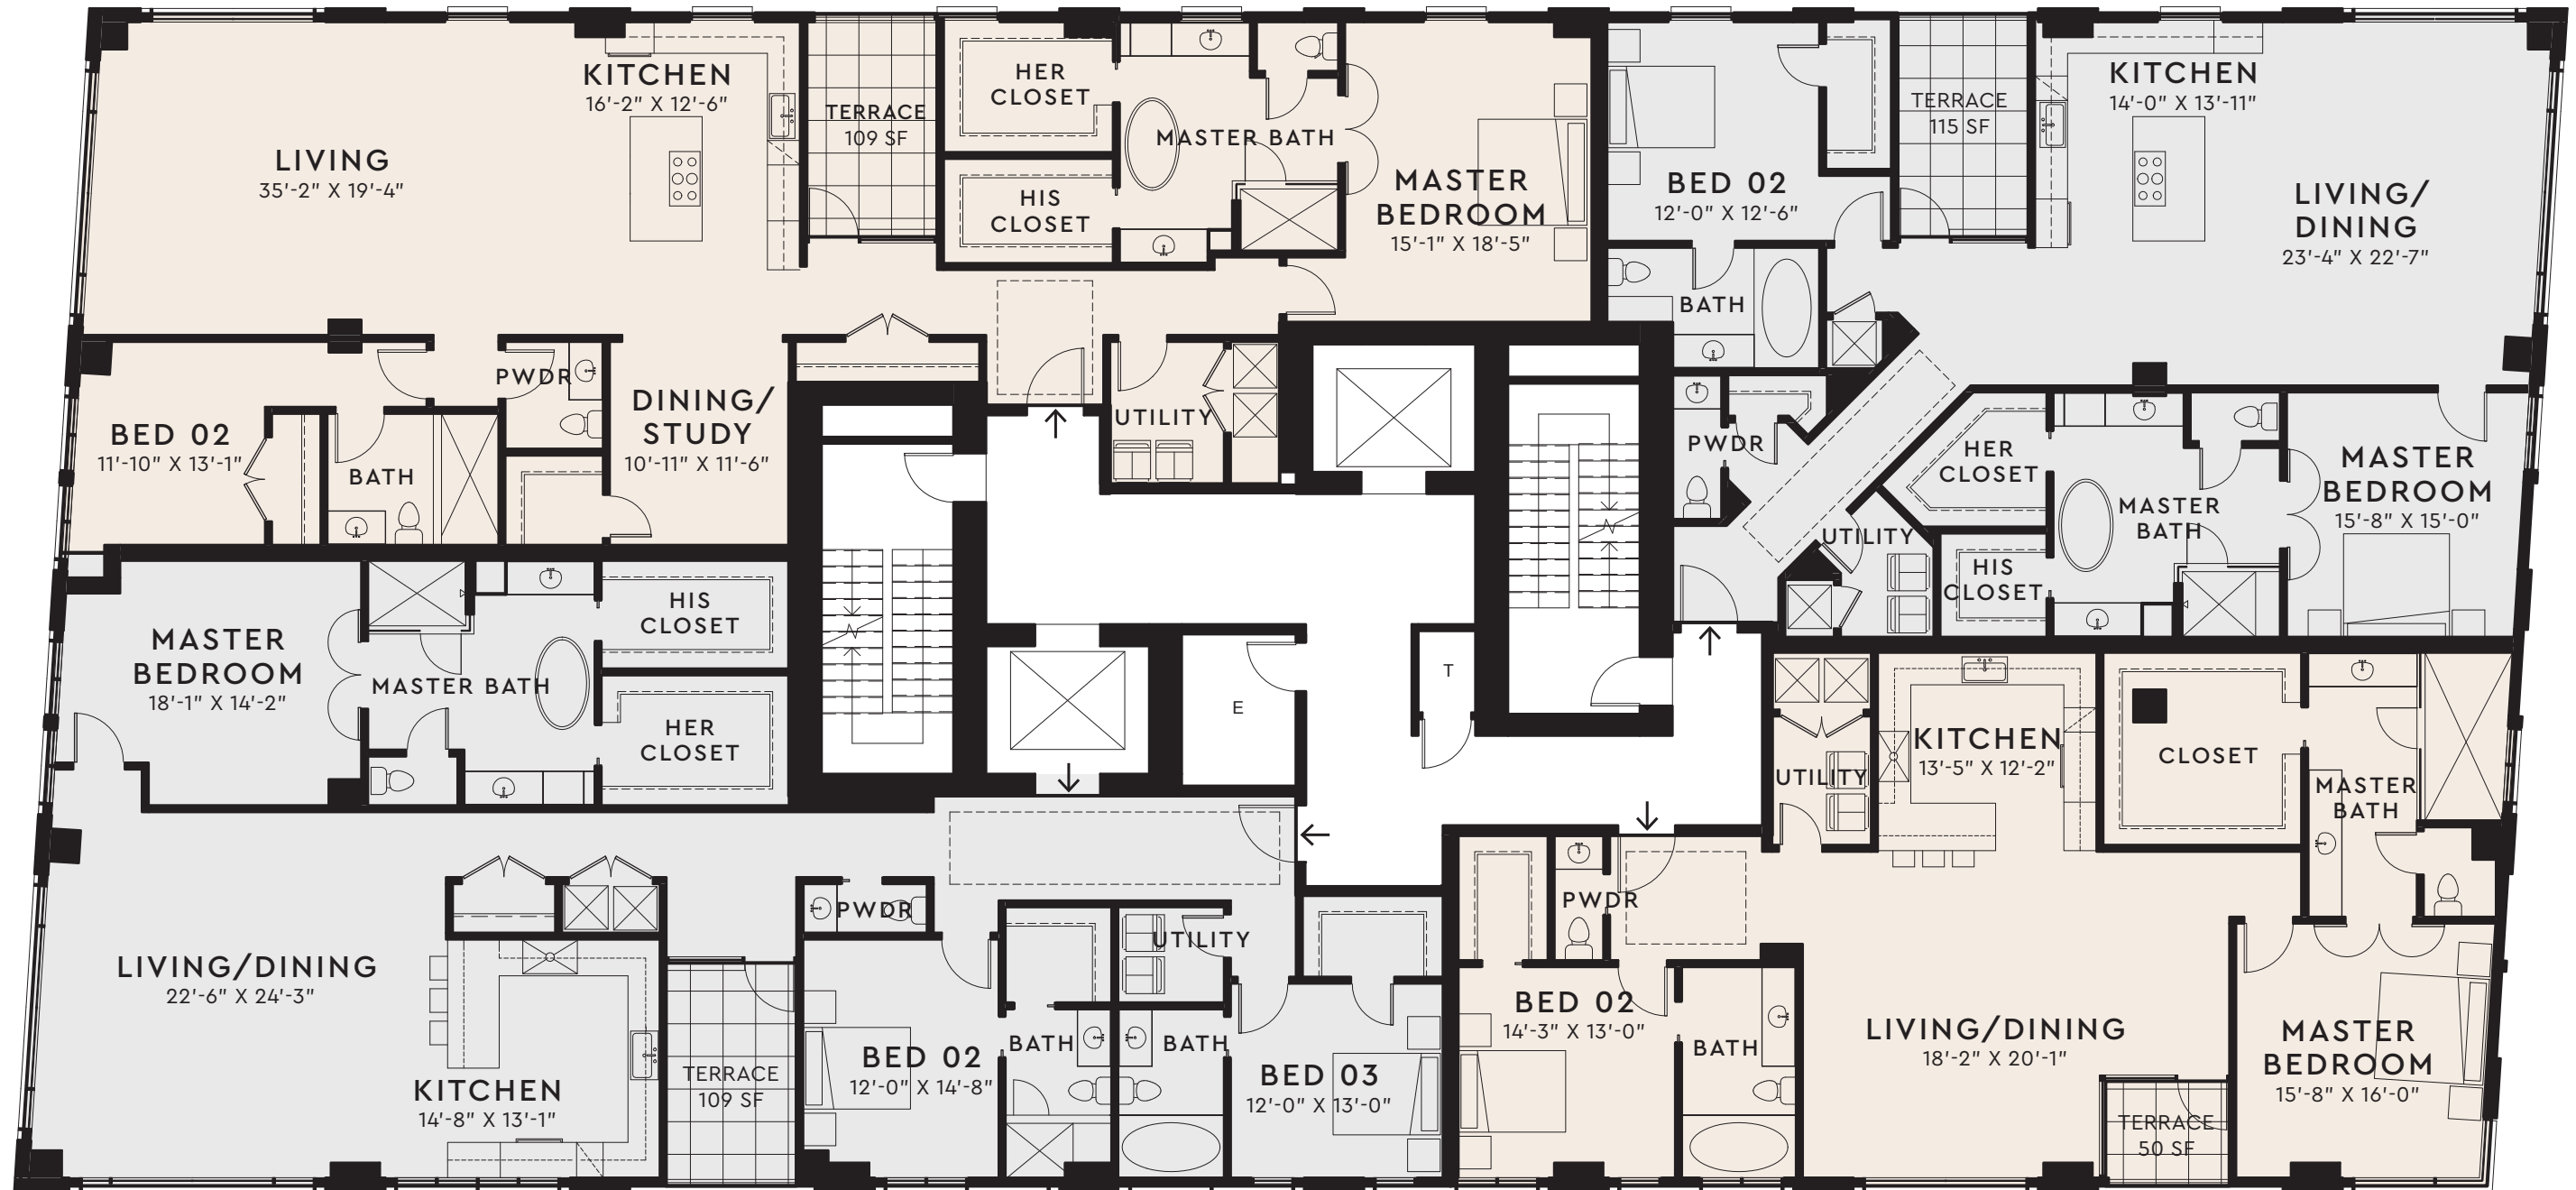 KITCHEN
16'-2" X 12'-6"
LIVING
35'-2" X 19'-4"
TERRACE
109 SF
HER
CLOSET
HIS
CLOSET
MASTER BATH
MASTER
BEDROOM
15'-1" X 18'-5"
PWDR
DINING/
STUDY
10'-11" X 11'-6"
BED 02
11'-10" X 13'-1"
BATH
UTILITY
BED 02
12'-0" X 12'-6"
TERRACE
115 SF
KITCHEN
14'-0" X 13'-11"
LIVING/
DINING
23'-4" X 22'-7"
BATH
PWDR
HER
CLOSET
HIS
CLOSET
UTILITY
MASTER
BATH
MASTER
BEDROOM
15'-8" X 15'-0"
MASTER
BEDROOM
18'-1" X 14'-2"
MASTER BATH
HIS
CLOSET
HER
CLOSET
E
T
LIVING/DINING
22'-6" X 24'-3"
KITCHEN
14'-8" X 13'-1"
TERRACE
109 SF
PWDR
BED 02
12'-0" X 14'-8"
BATH
UTILITY
BATH
BED 03
12'-0" X 13'-0"
UTILITY
KITCHEN
13'-5" X 12'-2"
CLOSET
MASTER
BATH
PWDR
BED 02
14'-3" X 13'-0"
BATH
LIVING/DINING
18'-2" X 20'-1"
TERRACE
50 SF
MASTER
BEDROOM
15'-8" X 16'-0"